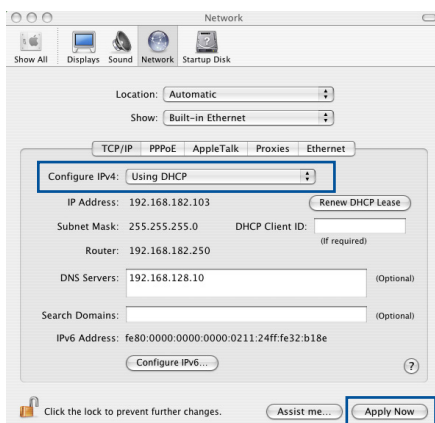 Network
Show All Displays Sound Network Startup Disk
Location: Automatic
Show: Built-in Ethernet
TCP/IP PPPoE AppleTalk Proxies Ethernet
Configure IPv4: Using DHCP
IP Address: 192.168.182.103 Renew DHCP Lease
Subnet Mask: 255.255.255.0 DHCP Client ID:
(If required)
Router: 192.168.182.250
DNS Servers: 192.168.128.10 (Optional)
Search Domains: (Optional)
IPv6 Address: fe80:0000:0000:0000:0211:24ff:fe32:b18e
Configure IPv6... ?
Click the lock to prevent further changes. Assist me... Apply Now